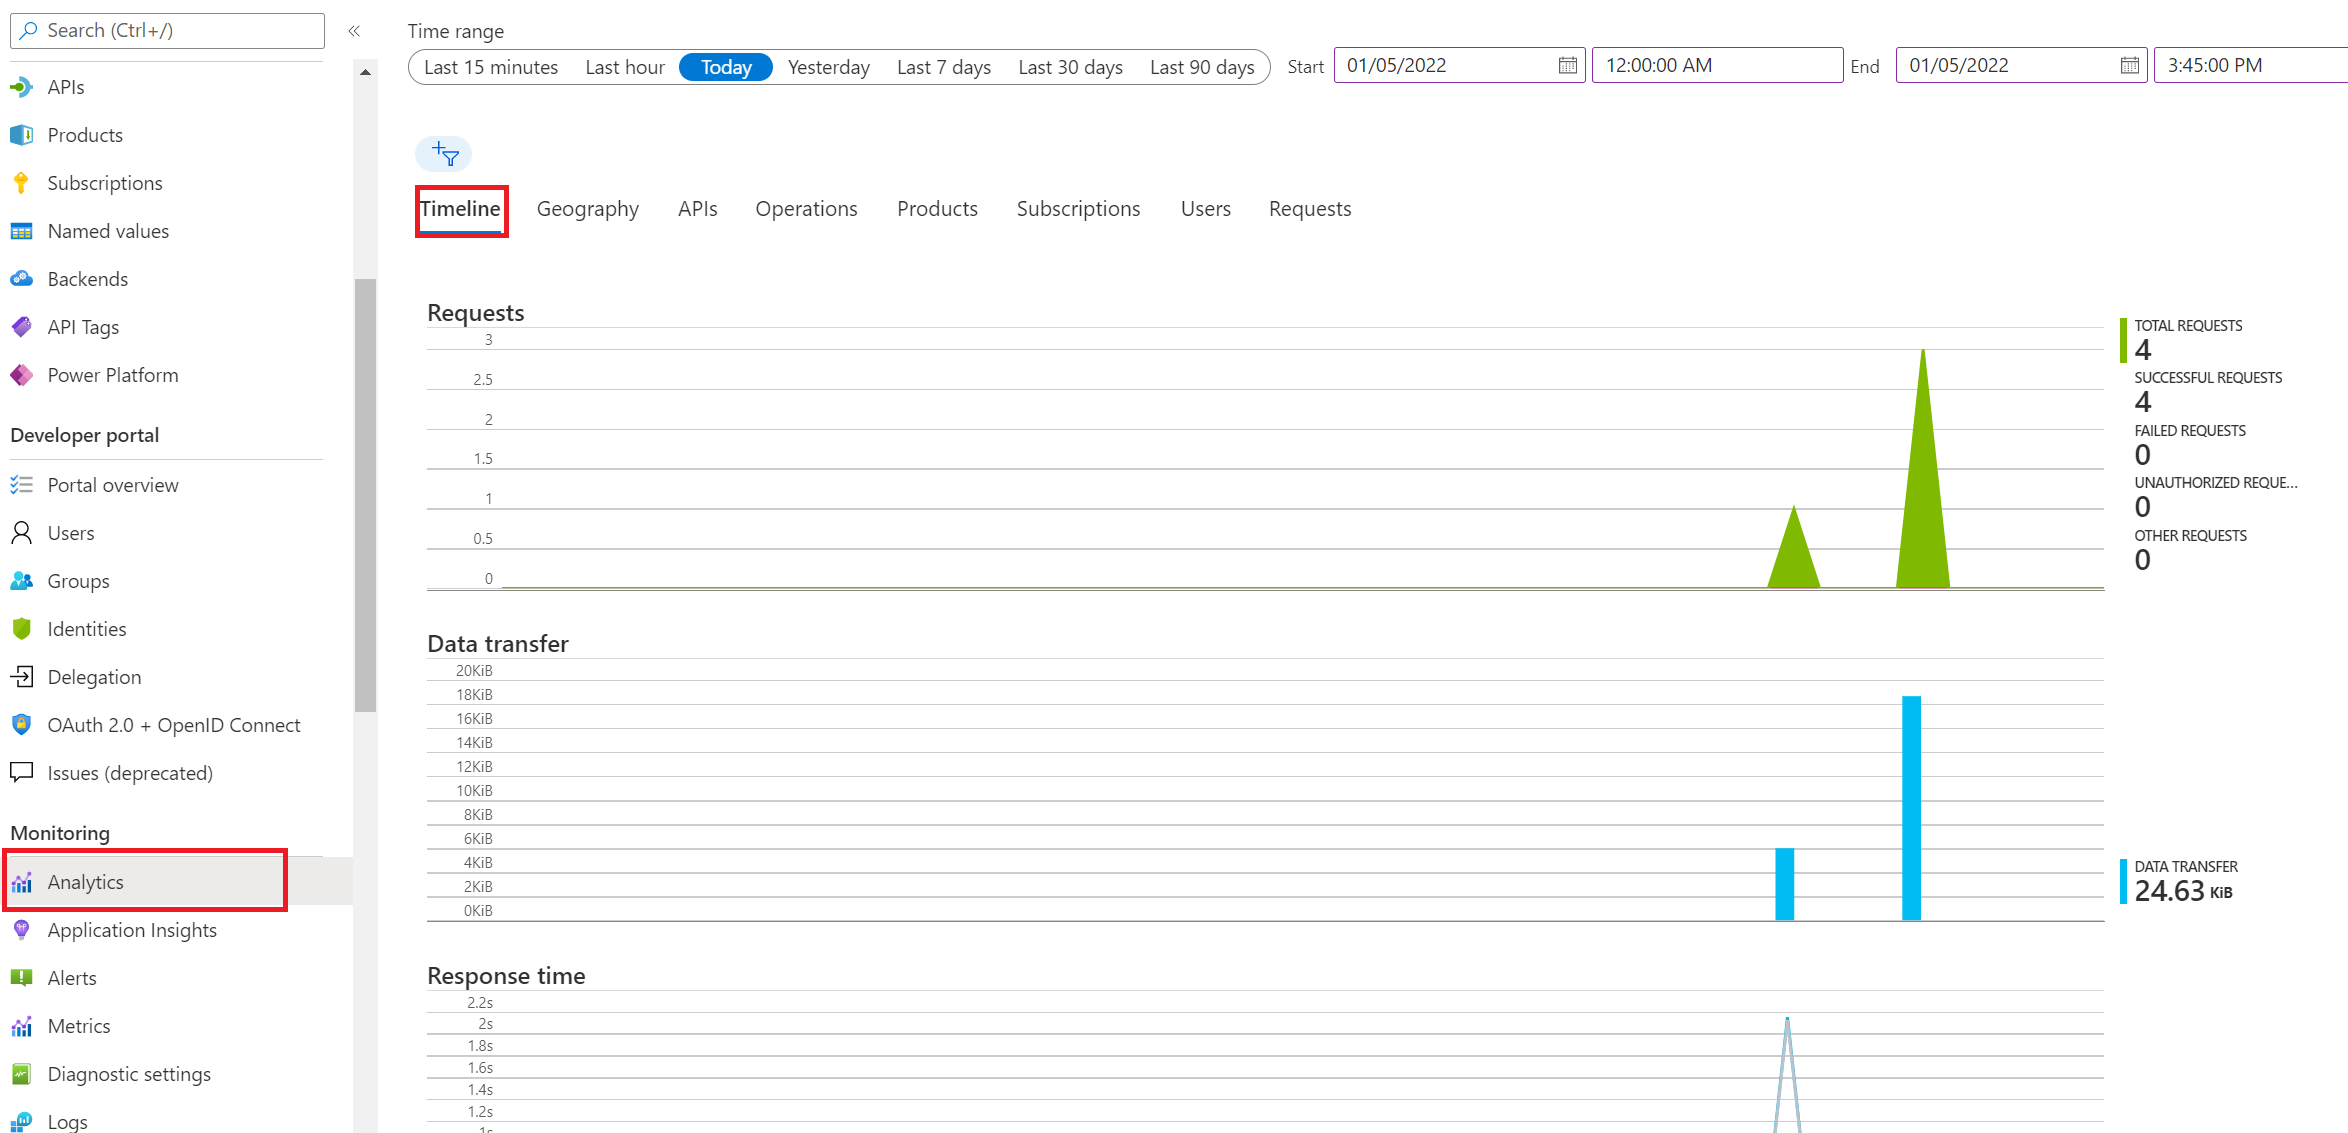 Search (Ctrl+/)
«
APIs
Products
Subscriptions
Named values
Backends
API Tags
Power Platform
Developer portal
Portal overview
Users
Groups
Identities
Delegation
OAuth 2.0 + OpenID Connect
Issues (deprecated)
Monitoring
Analytics
Application Insights
Alerts
Metrics
Diagnostic settings
Logs
Time range
Last 15 minutes Last hour Today Yesterday Last 7 days Last 30 days Last 90 days Start 01/05/2022 12:00:00 AM End 01/05/2022 3:45:00 PM
Timeline Geography APIs Operations Products Subscriptions Users Requests
Requests
3
2.5
2
1.5
1
0.5
0
TOTAL REQUESTS
4
SUCCESSFUL REQUESTS
4
FAILED REQUESTS
0
UNAUTHORIZED REQUE...
0
OTHER REQUESTS
0
Data transfer
20KiB
18KiB
16KiB
14KiB
12KiB
10KiB
8KiB
6KiB
4KiB
2KiB
0KiB
DATA TRANSFER
24.63 KiB
Response time
2.2s
2s
1.8s
1.6s
1.4s
1.2s
1s